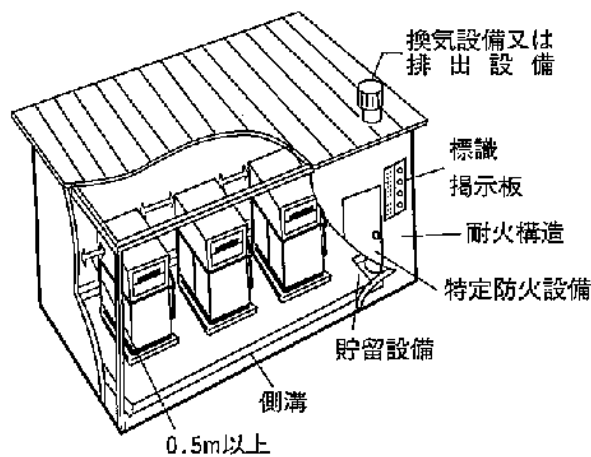 換気設備又は
排出設備
標識
掲示板
耐火構造
特定防火設備
貯留設備
側溝
0.5m以上